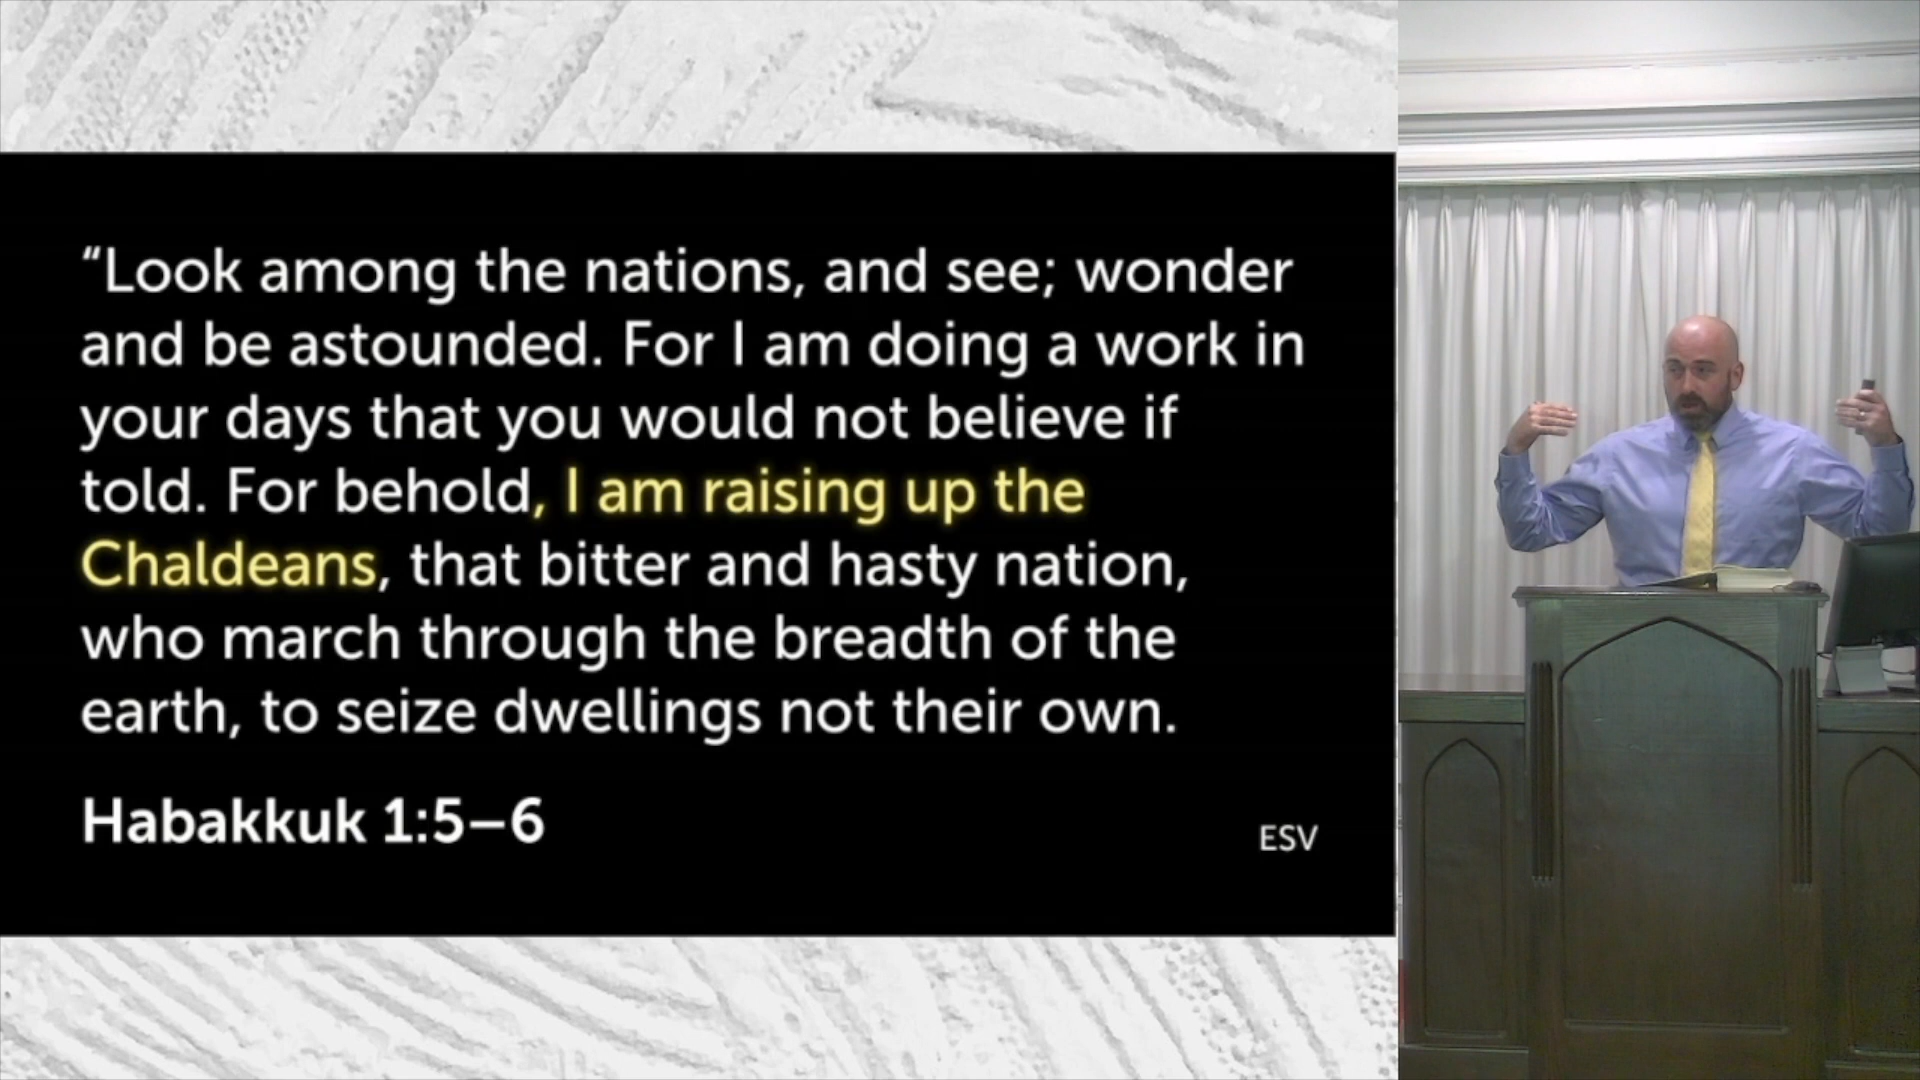 “Look among the nations, and see; wonder
and be astounded. For I am doing a work in
your days that you would not believe if
told. For behold, I am raising up the
Chaldeans, that bitter and hasty nation,
who march through the breadth of the
earth, to seize dwellings not their own.
Habakkuk 1:5–6
ESV